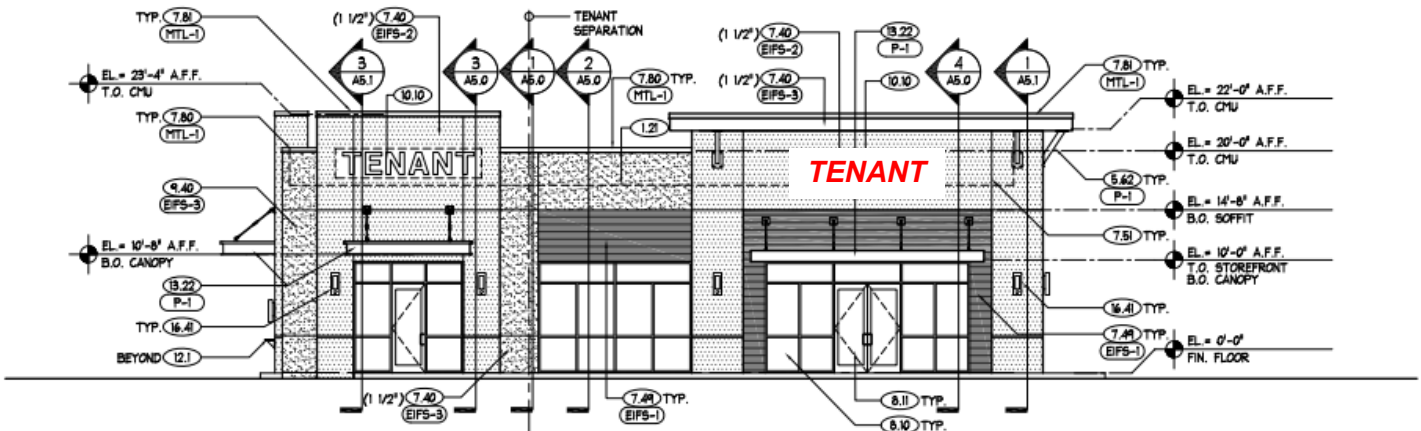 TYP. 7.81
MTL-1
(1 1/2") 7.40
EIFS-2
TENANT
SEPARATION
(1 1/2") 7.40
EIFS-2
13.22
P-1
7.81 TYP.
MTL-1
3
A5.1
3
A5.0
1
A5.0
2
A5.0
4
A5.0
1
A5.1
EL.= 23'-4" A.F.F.
T.O. CMU
10.10
7.80 TYP.
MTL-1
(1 1/2") 7.40
EIFS-3
10.10
EL.= 22'-0" A.F.F.
T.O. CMU
TYP. 7.80
MTL-1
1.21
EL.= 20'-0" A.F.F.
T.O. CMU
TENANT
TENANT
9.40
EIFS-3
5.62 TYP.
P-1
EL.= 14'-8" A.F.F.
B.O. SOFFIT
7.51 TYP.
EL.= 10'-8" A.F.F.
B.O. CANOPY
EL.= 10'-0" A.F.F.
T.O. STOREFRONT
B.O. CANOPY
13.22
P-1
TYP. 16.41
16.41 TYP.
7.49 TYP.
EIFS-1
BEYOND 12.1
EL.= 0'-0"
FIN. FLOOR
(1 1/2") 7.40
EIFS-3
7.49 TYP.
EIFS-1
8.11 TYP.
8.10 TYP.